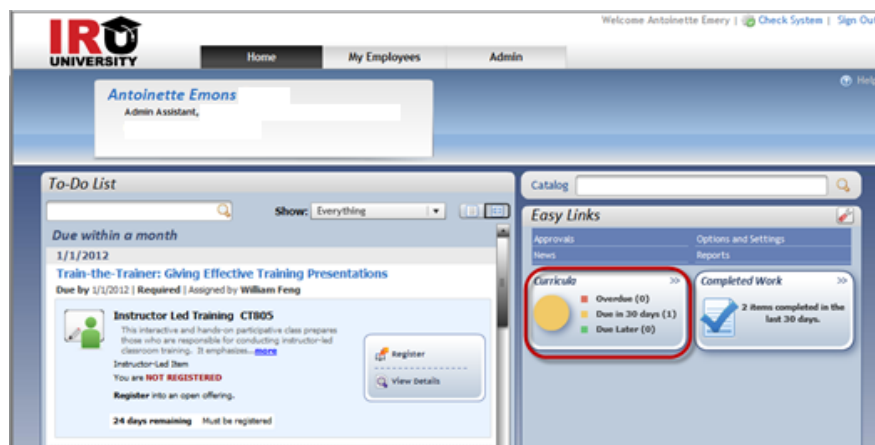 Welcome Antoinette Emery | Check System | Sign Out
IRU
UNIVERSITY
Home
My Employees
Admin
Help
Antoinette Emons
Admin Assistant,
To-Do List
Show: Everything
Due within a month
1/1/2012
Train-the-Trainer: Giving Effective Training Presentations
Due by 1/1/2012 | Required | Assigned by William Feng
Instructor Led Training CT805
This interactive and hands-on participative class prepares
those who are responsible for conducting instructor-led
classroom training. It emphasizes...more
Instructor-Led Item
You are NOT REGISTERED
Register into an open offering.
24 days remaining Must be registered
Register
View Details
Catalog
Easy Links
Approvals
Options and Settings
News
Reports
Curricula >>
Overdue (0)
Due in 30 days (1)
Due Later (0)
Completed Work >>
2 items completed in the
last 30 days.